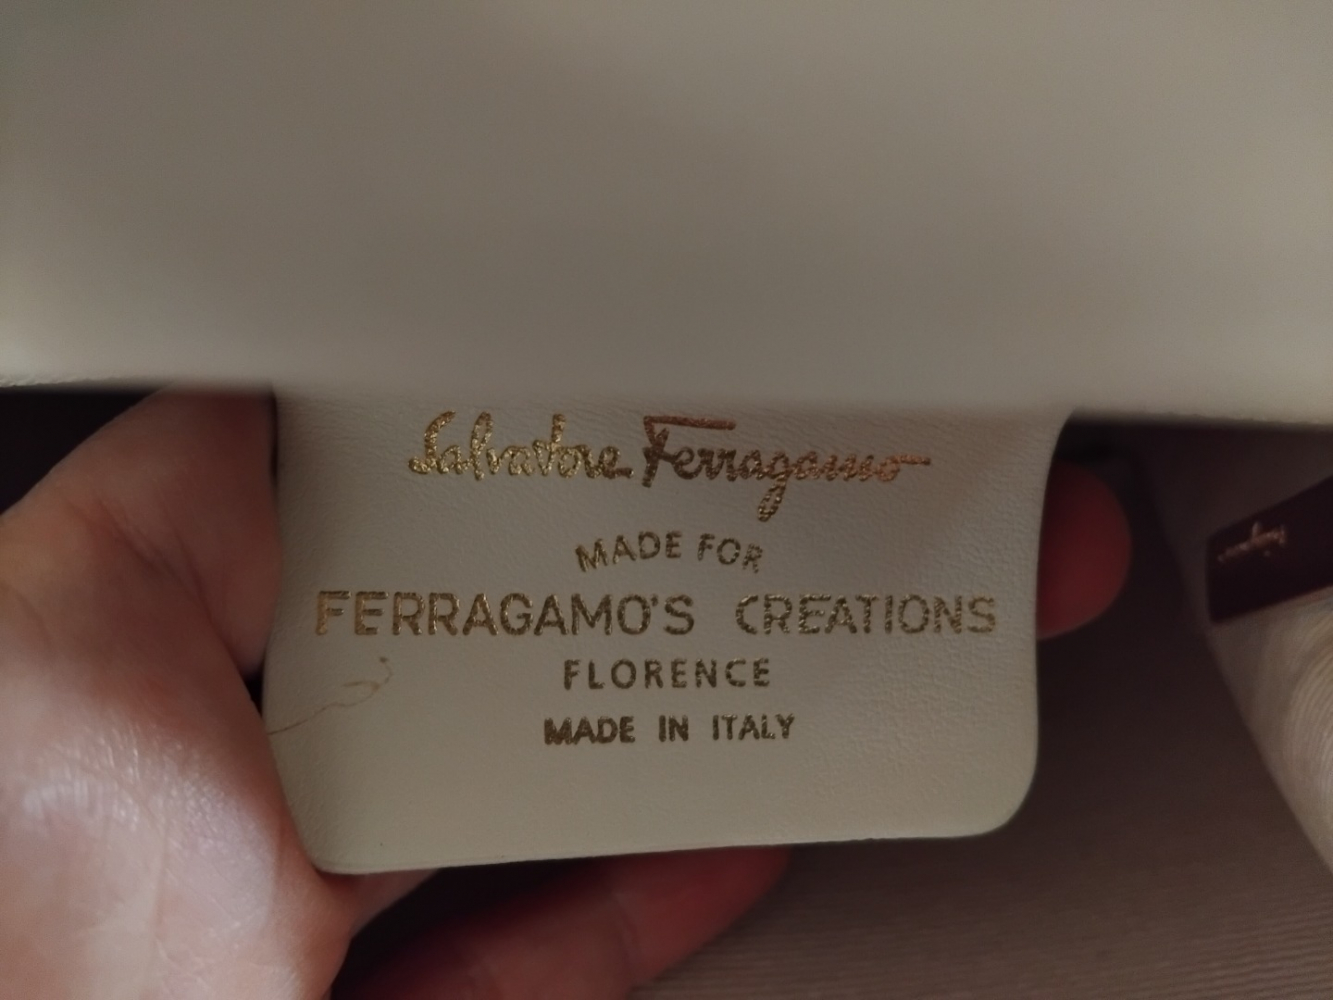 Salvatore Ferragamo
MADE FOR
FERRAGAMO'S CREATIONS
FLORENCE
MADE IN ITALY